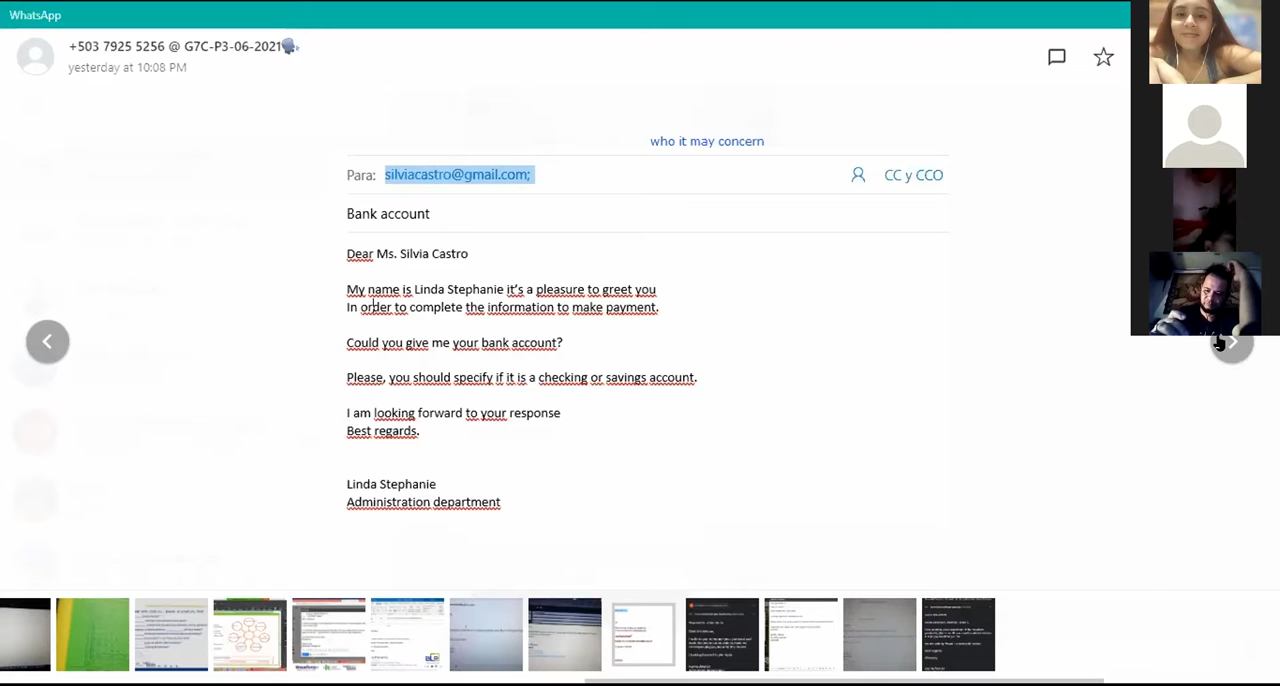 WhatsApp
+503 7925 5256 @ G7C-P3-06-2021
yesterday at 10:08 PM
who it may concern
Para: silviacastro@gmail.com;
CC y CCO
Bank account
Dear Ms. Silvia Castro
My name is Linda Stephanie it's a pleasure to greet you
In order to complete the information to make payment.
Could you give me your bank account?
Please, you should specify if it is a checking or savings account.
I am looking forward to your response
Best regards.
Linda Stephanie
Administration department